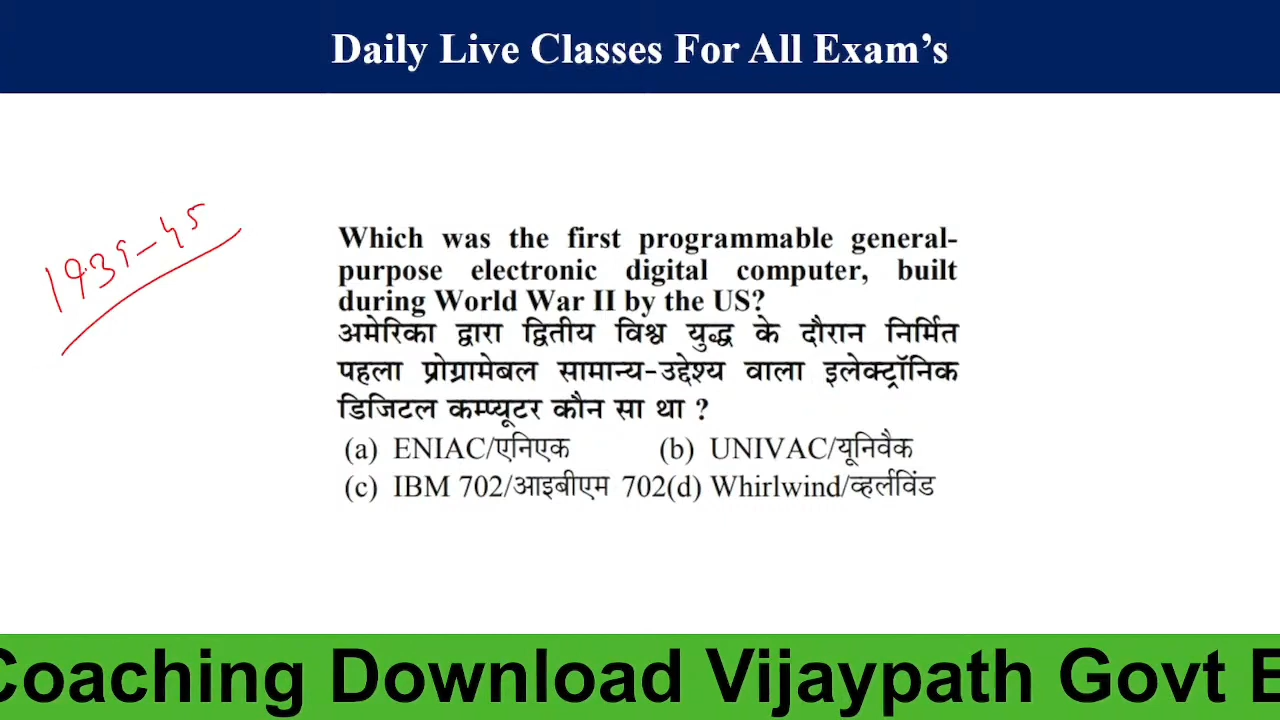 Daily Live Classes For All Exam’s
1939-45
Which was the first programmable general-
purpose electronic digital computer, built
during World War II by the US?
अमेरिका द्वारा द्वितीय विश्व युद्ध के दौरान निर्मित
पहला प्रोग्रामेबल सामान्य-उद्देश्य वाला इलेक्ट्रॉनिक
डिजिटल कम्प्यूटर कौन सा था ?
(a) ENIAC/एनिएक (b) UNIVAC/यूनिवैक
(c) IBM 702/आइबीएम 702(d) Whirlwind/व्हर्लविंड
Coaching Download Vijaypath Govt E